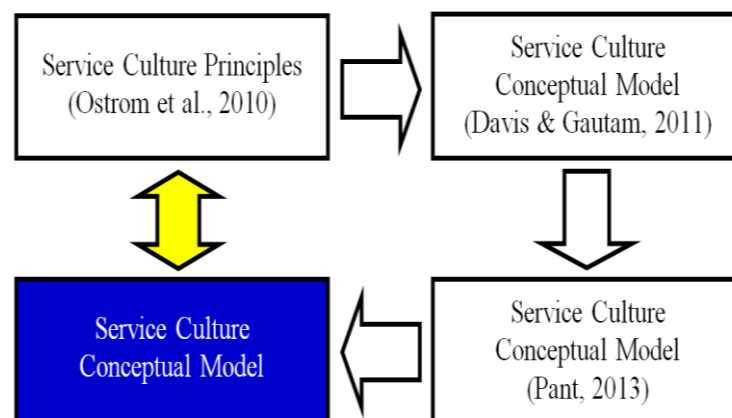 Service Culture Principles
(Ostrom et al., 2010)
Service Culture
Conceptual Model
(Davis & Gautam, 2011)
Service Culture
Conceptual Model
Service Culture
Conceptual Model
(Pant, 2013)